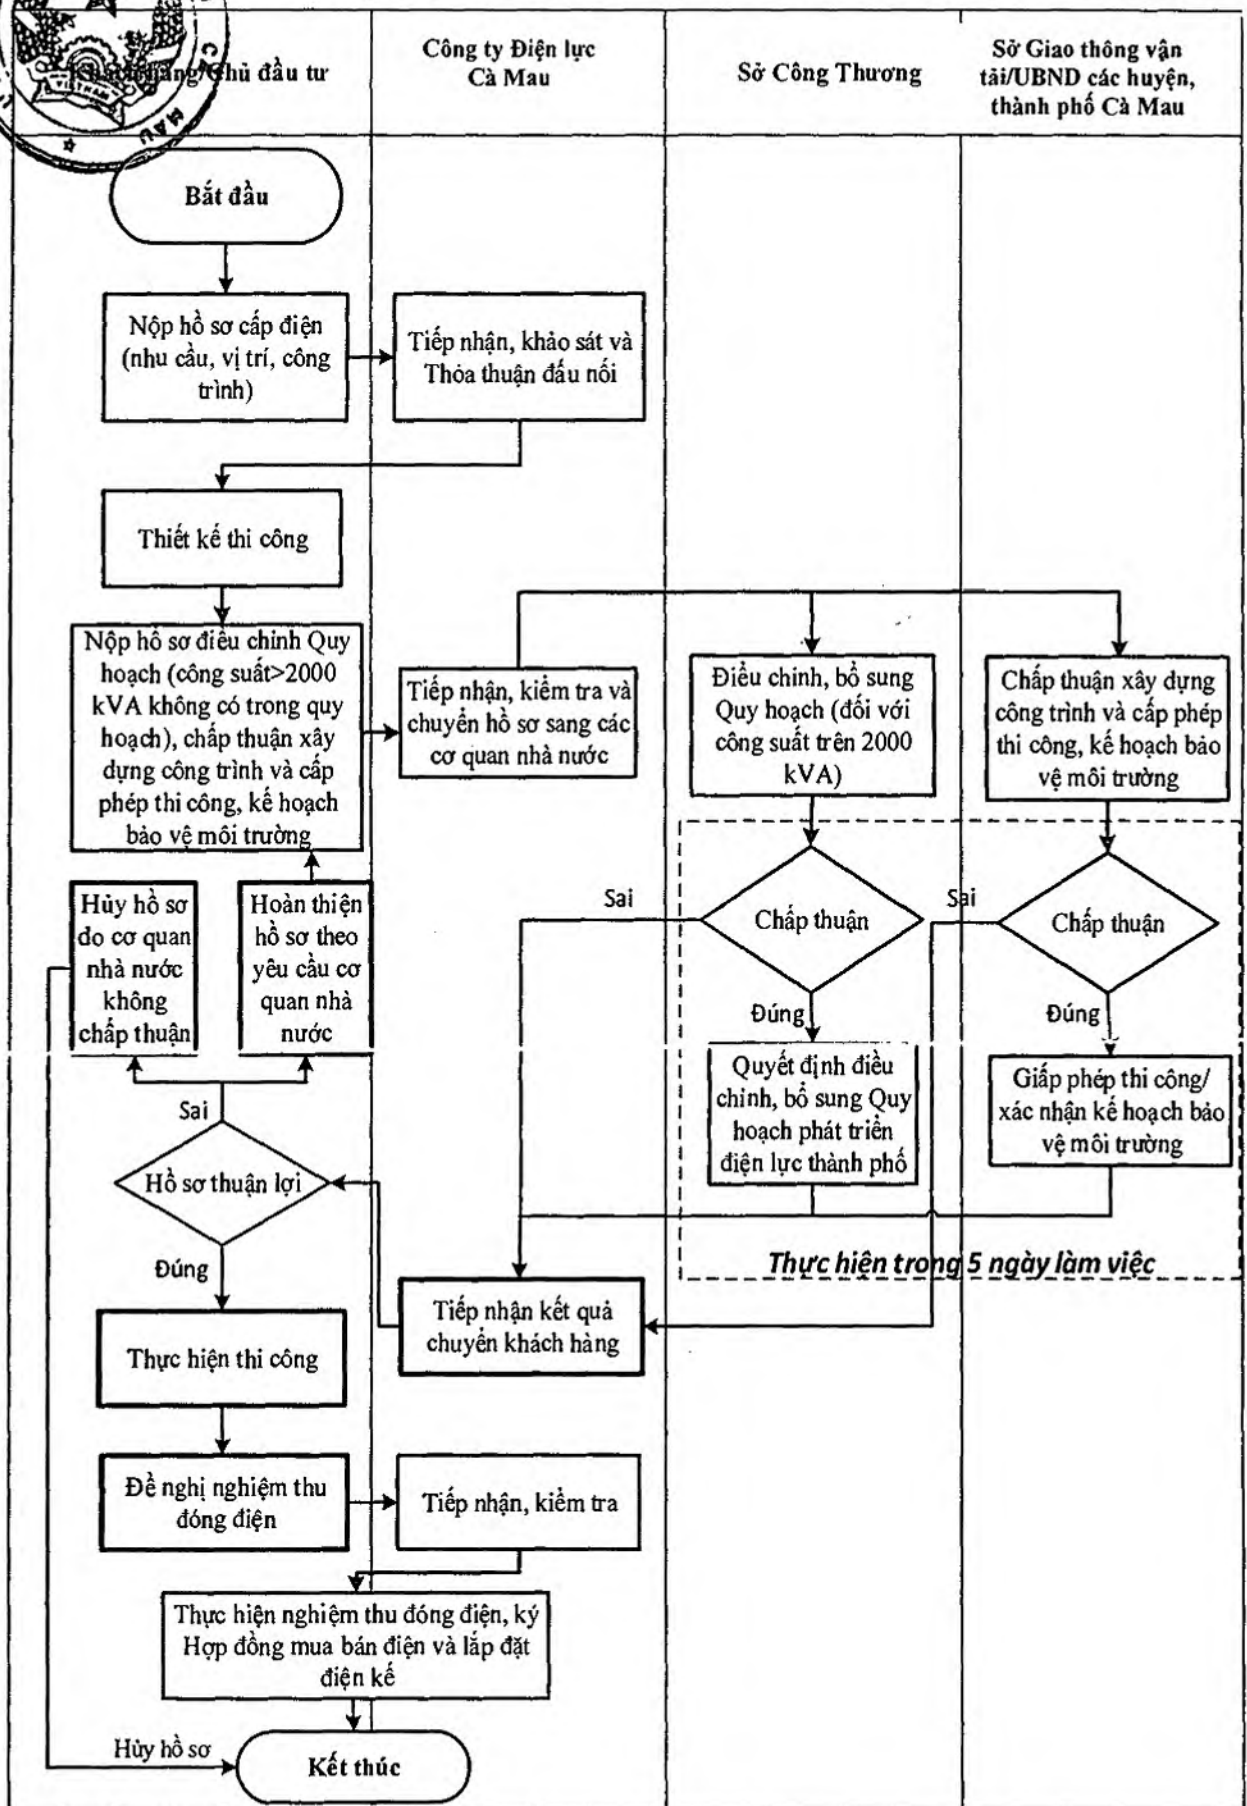 Khách hàng/Chủ đầu tư
Công ty Điện lực
Cà Mau
Sở Công Thương
Sở Giao thông vận
tải/UBND các huyện,
thành phố Cà Mau
VIETNAM
MAU
Bắt đầu
Nộp hồ sơ cấp điện
(nhu cầu, vị trí, công
trình)
Tiếp nhận, khảo sát và
Thỏa thuận đấu nối
Thiết kế thi công
Nộp hồ sơ điều chỉnh Quy
hoạch (công suất>2000
kVA không có trong quy
hoạch), chấp thuận xây
dựng công trình và cấp
phép thi công, kế hoạch
bảo vệ môi trường
Tiếp nhận, kiểm tra và
chuyển hồ sơ sang các
cơ quan nhà nước
Điều chỉnh, bổ sung
Quy hoạch (đối với
công suất trên 2000
kVA)
Chấp thuận xây dựng
công trình và cấp phép
thi công, kế hoạch bảo
vệ môi trường
Hủy hồ sơ
do cơ quan
nhà nước
không
chấp thuận
Hoàn thiện
hồ sơ theo
yêu cầu cơ
quan nhà
nước
Sai
Chấp thuận
Sai
Chấp thuận
Đúng
Đúng
Quyết định điều
chỉnh, bổ sung Quy
hoạch phát triển
điện lực thành phố
Giấp phép thi công/
xác nhận kế hoạch bảo
vệ môi trường
Sai
Hồ sơ thuận lợi
Đúng
Thực hiện trong 5 ngày làm việc
Tiếp nhận kết quả
chuyển khách hàng
Thực hiện thi công
Đề nghị nghiệm thu
đóng điện
Tiếp nhận, kiểm tra
Thực hiện nghiệm thu đóng điện, ký
Hợp đồng mua bán điện và lắp đặt
điện kế
Hủy hồ sơ
Kết thúc